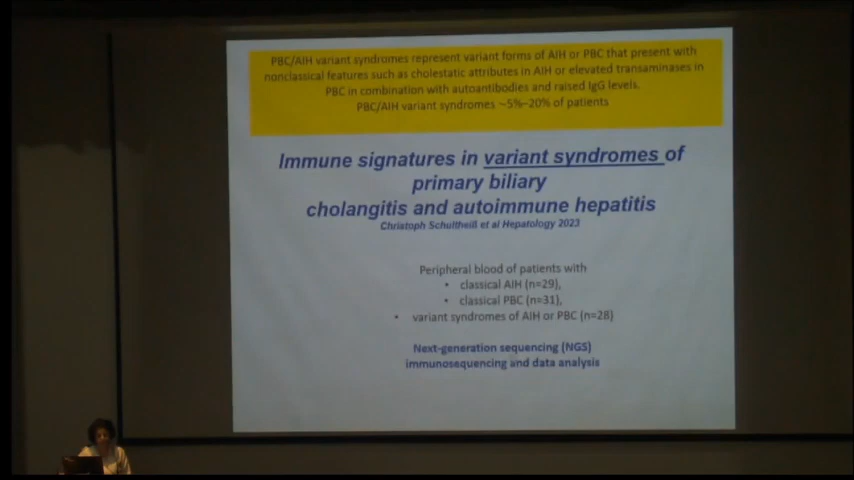 PBC/AIH variant syndromes represent variant forms of AIH or PBC that present with
nonclassical features such as cholestatic attributes in AIH or elevated transaminases in
PBC in combination with autoantibodies and raised IgG levels.
PBC/AIH variant syndromes ~5%–20% of patients
Immune signatures in variant syndromes of
primary biliary
cholangitis and autoimmune hepatitis
Christoph Schultheiß et al Hepatology 2023
Peripheral blood of patients with
• classical AIH (n=29),
• classical PBC (n=31),
• variant syndromes of AIH or PBC (n=28)
Next-generation sequencing (NGS)
immunosequencing and data analysis